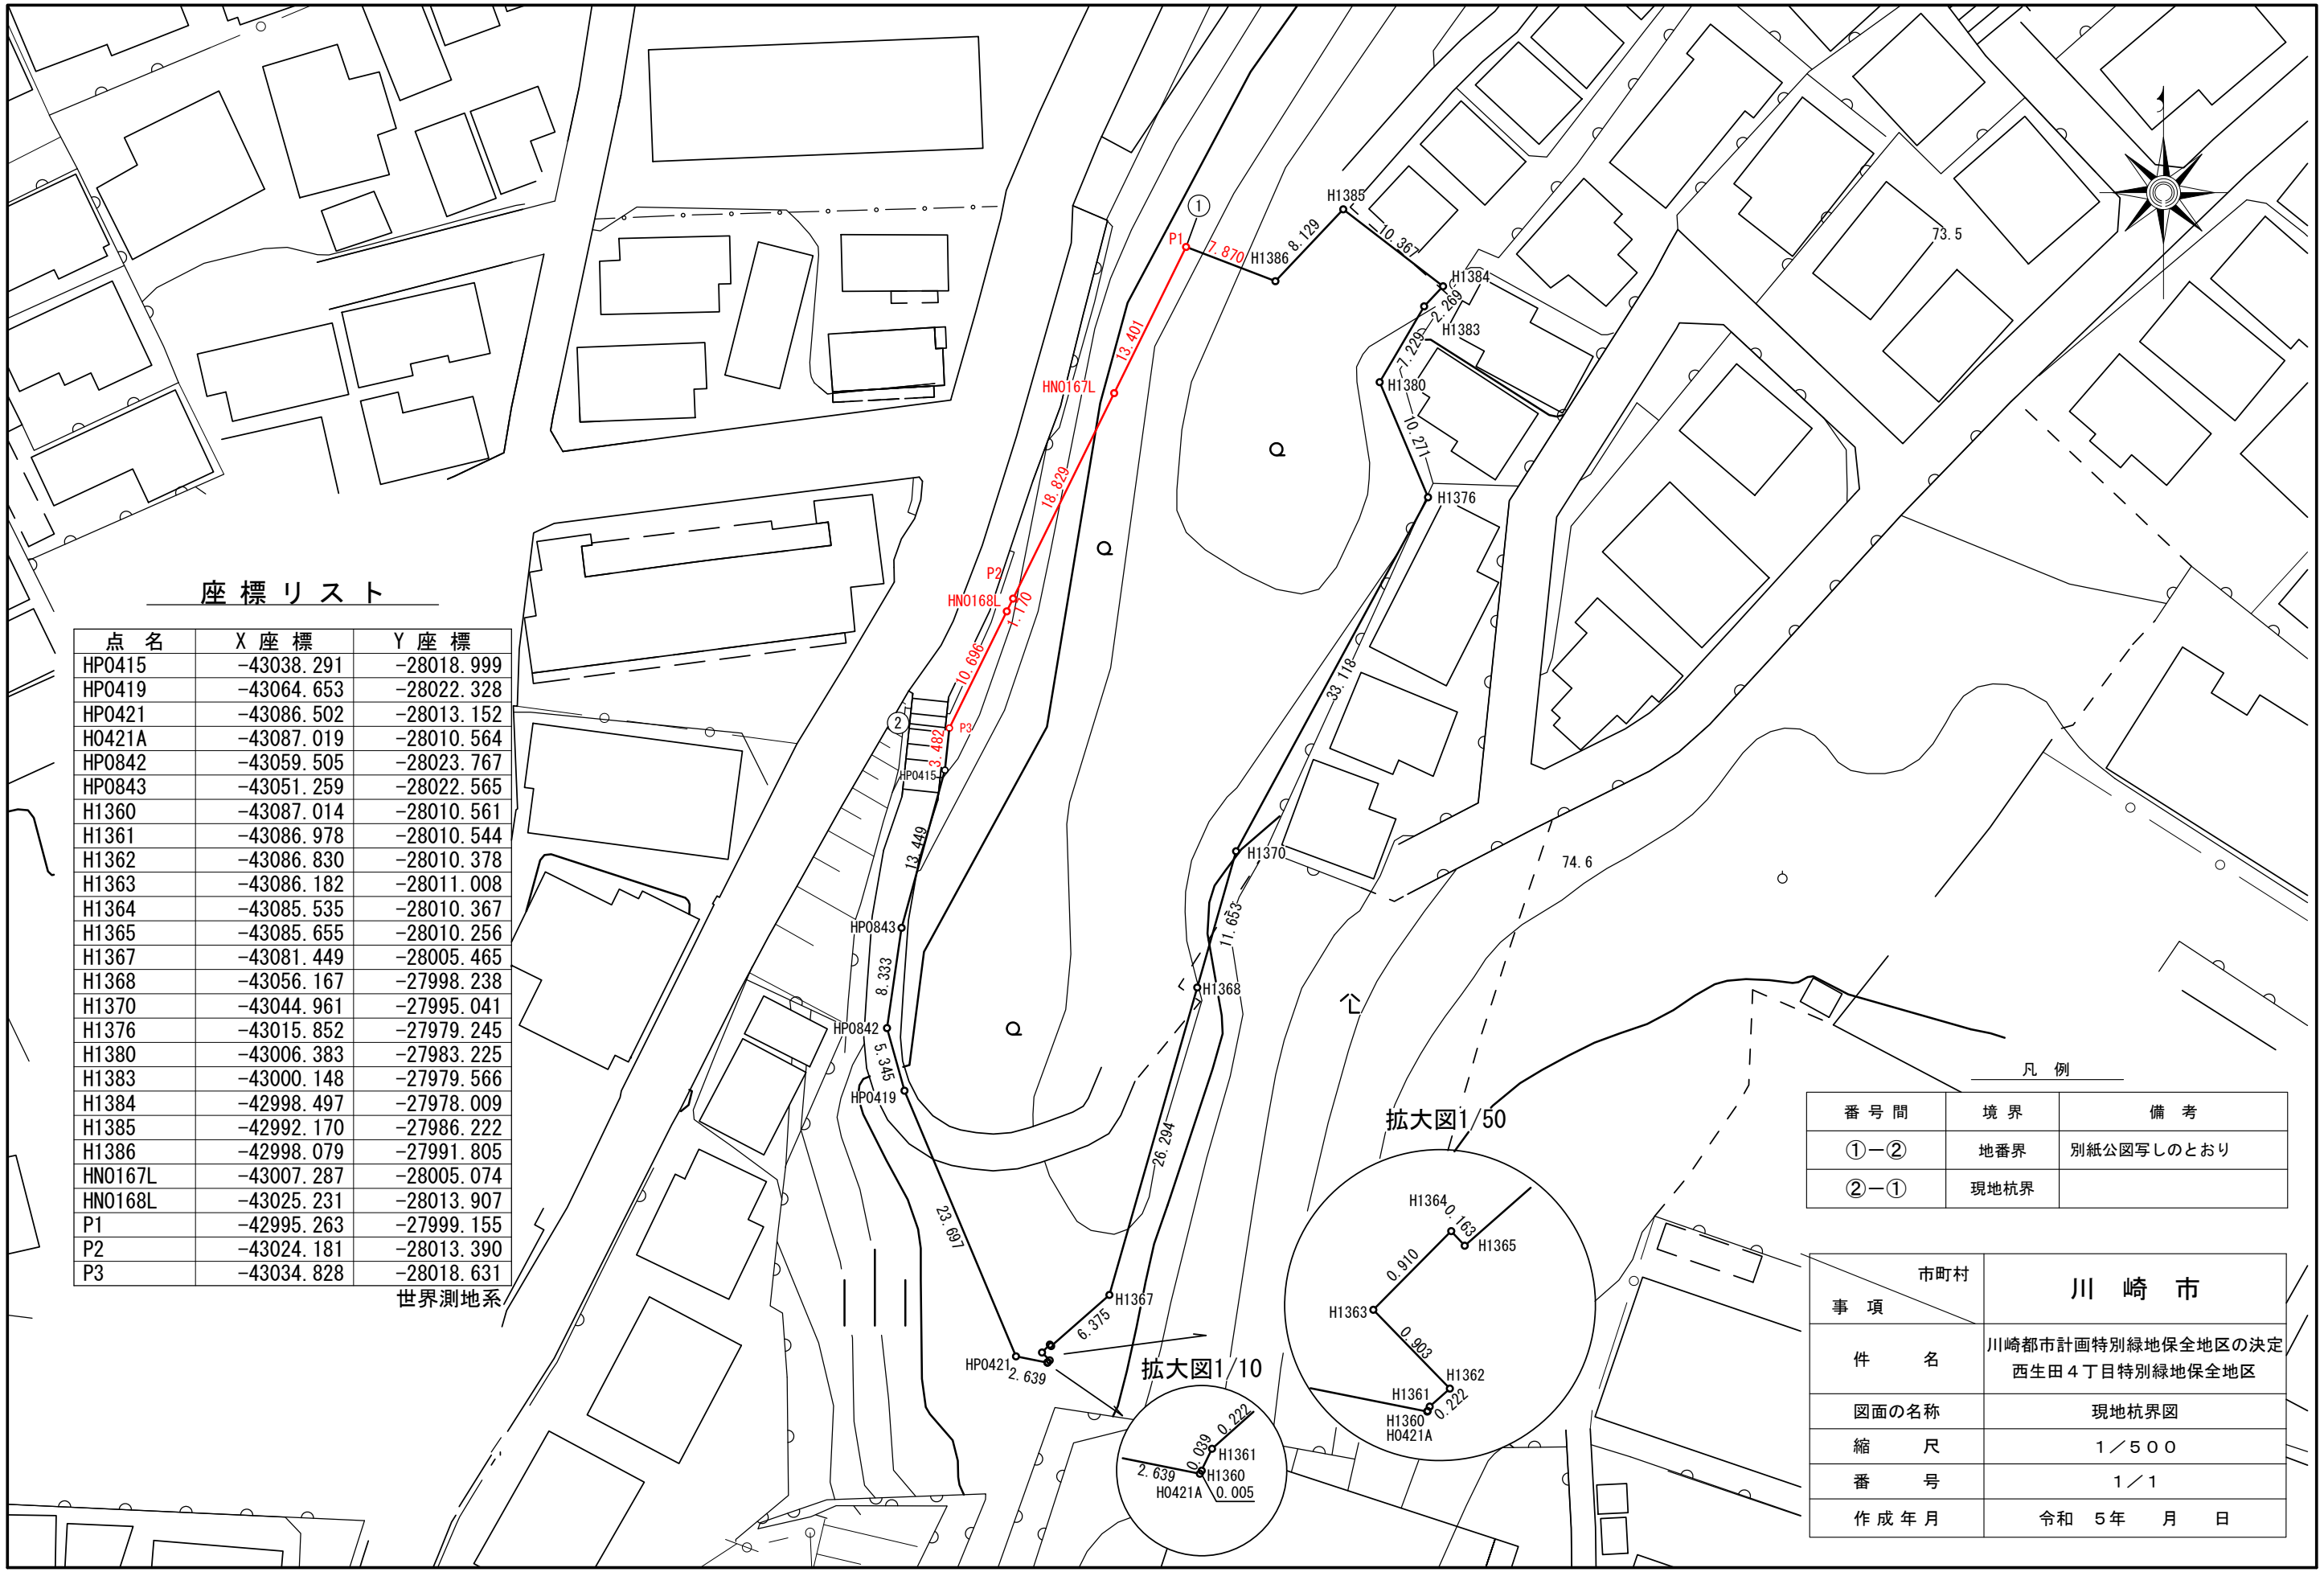 H1385
①
P1
7.870
H1386
8.129
10.367
H1384
2.269
H1383
7.229
H1380
13.401
HN0167L
10.271
H1376
18.829
P2
HN0168L
1.770
10.696
②
P3
3.482
HP0415
33.118
73.5
13.449
H1370
74.6
HP0843
11.653
8.333
H1368
HP0842
5.345
HP0419
26.294
23.697
H1367
6.375
HP0421
2.639
座標リスト
点名 X座標 Y座標
HP0415 -43038.291 -28018.999
HP0419 -43064.653 -28022.328
HP0421 -43086.502 -28013.152
H0421A -43087.019 -28010.564
HP0842 -43059.505 -28023.767
HP0843 -43051.259 -28022.565
H1360 -43087.014 -28010.561
H1361 -43086.978 -28010.544
H1362 -43086.830 -28010.378
H1363 -43086.182 -28011.008
H1364 -43085.535 -28010.367
H1365 -43085.655 -28010.256
H1367 -43081.449 -28005.465
H1368 -43056.167 -27998.238
H1370 -43044.961 -27995.041
H1376 -43015.852 -27979.245
H1380 -43006.383 -27983.225
H1383 -43000.148 -27979.566
H1384 -42998.497 -27978.009
H1385 -42992.170 -27986.222
H1386 -42998.079 -27991.805
HN0167L -43007.287 -28005.074
HN0168L -43025.231 -28013.907
P1 -42995.263 -27999.155
P2 -43024.181 -28013.390
P3 -43034.828 -28018.631
世界測地系
拡大図1/50
H1364
0.163
H1365
0.910
H1363
0.903
H1362
H1361
0.222
H1360
H0421A
拡大図1/10
0.222
0.039
H1361
2.639
H1360
H0421A
0.005
凡例
番号間 境界 備考
①－② 地番界 別紙公図写しのとおり
②－① 現地杭界
市町村
事項
川崎市
件名 川崎都市計画特別緑地保全地区の決定
西生田４丁目特別緑地保全地区
図面の名称 現地杭界図
縮尺 １／５００
番号 １／１
作成年月 令和 ５年 月 日